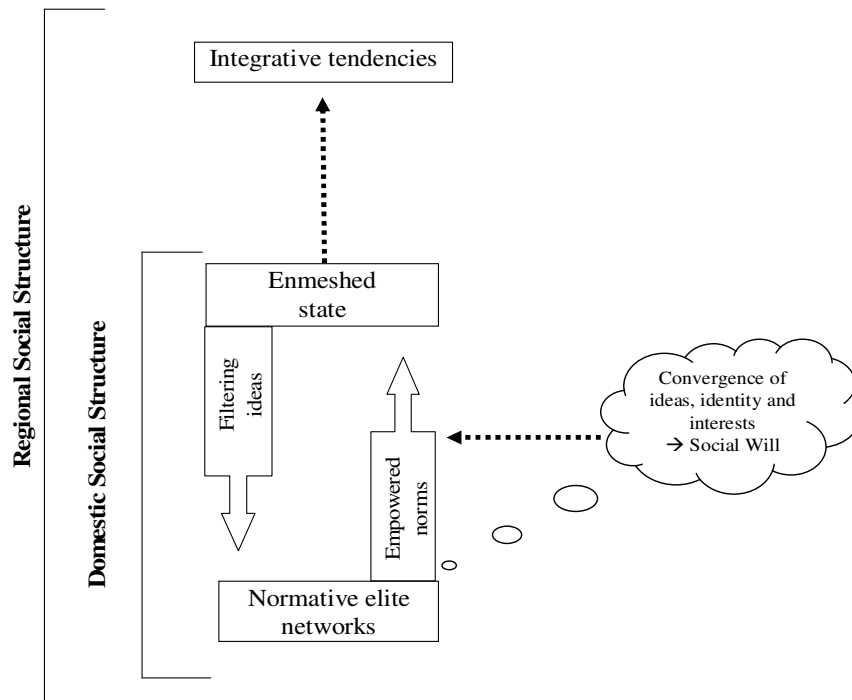 Integrative tendencies
Regional Social Structure
Domestic Social Structure
Enmeshed
state
Filtering
ideas
Empowered
norms
Convergence of
ideas, identity and
interests
→ Social Will
Normative elite
networks